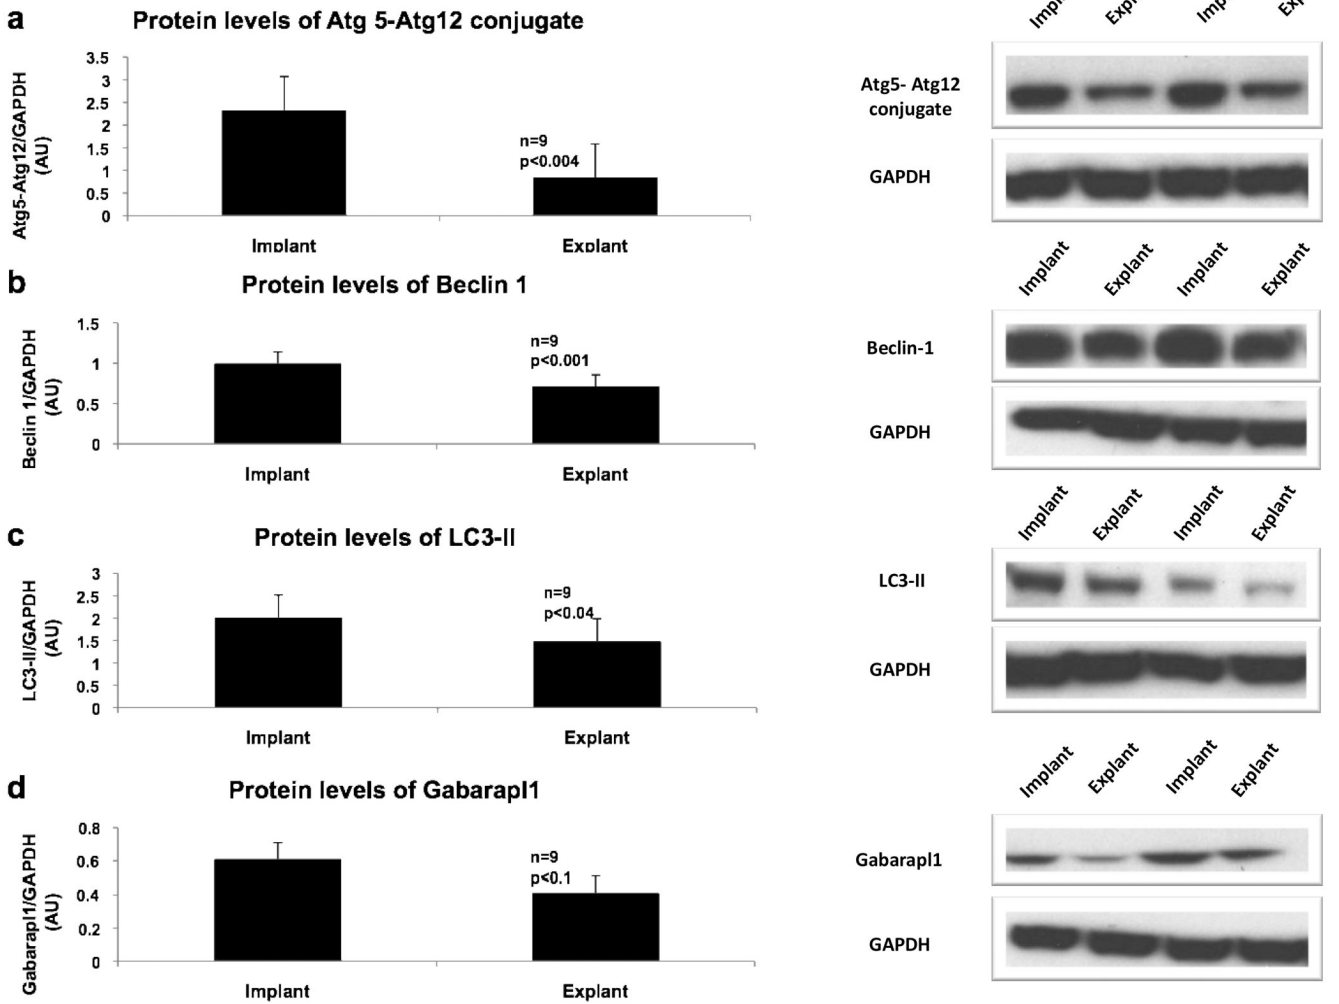 a
Protein levels of Atg 5-Atg12 conjugate
Atg5-Atg12/GAPDH
(AU)
3.5
3
2.5
2
1.5
1
0.5
0
n=9
p<0.004
Implant
Explant
Atg5- Atg12
conjugate
GAPDH
b
Protein levels of Beclin 1
Beclin 1/GAPDH
(AU)
1.5
1
0.5
0
n=9
p<0.001
Implant
Explant
Implant
Explant
Implant
Explant
Beclin-1
GAPDH
c
Protein levels of LC3-II
LC3-II/GAPDH
(AU)
3
2.5
2
1.5
1
0.5
0
n=9
p<0.04
Implant
Explant
Implant
Explant
Implant
Explant
LC3-II
GAPDH
d
Protein levels of Gabarapl1
Gabarapl1/GAPDH
(AU)
0.8
0.6
0.4
0.2
0
n=9
p<0.1
Implant
Explant
Implant
Explant
Implant
Explant
Gabarapl1
GAPDH